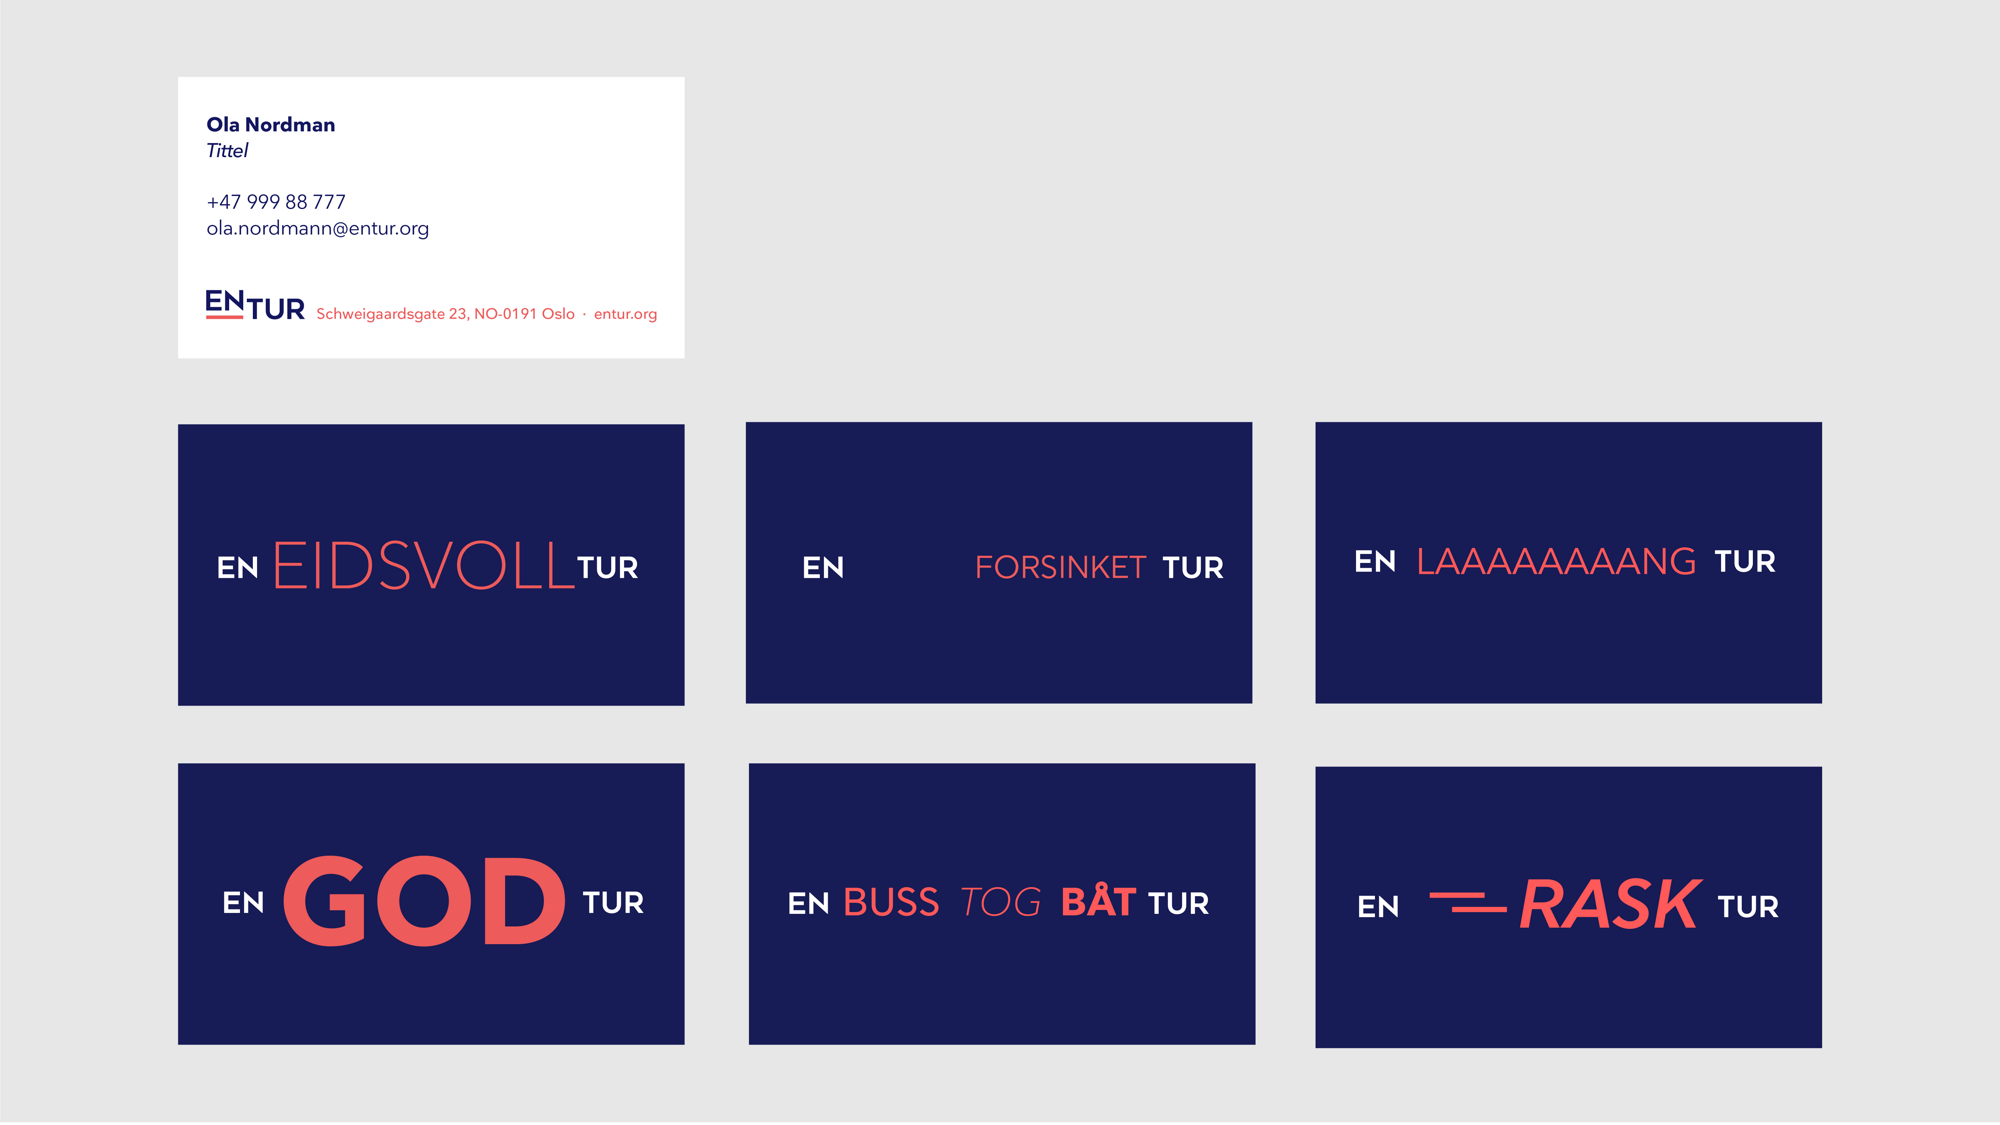 Ola Nordman
Tittel
+47 999 88 777
ola.nordmann@entur.org
ENTUR Schweigaardsgate 23, NO-0191 Oslo · entur.org
EN EIDSVOLL TUR
EN FORSINKET TUR
EN LAAAAAAAANG TUR
EN GOD TUR
EN BUSS TOG BÅT TUR
EN RASK TUR